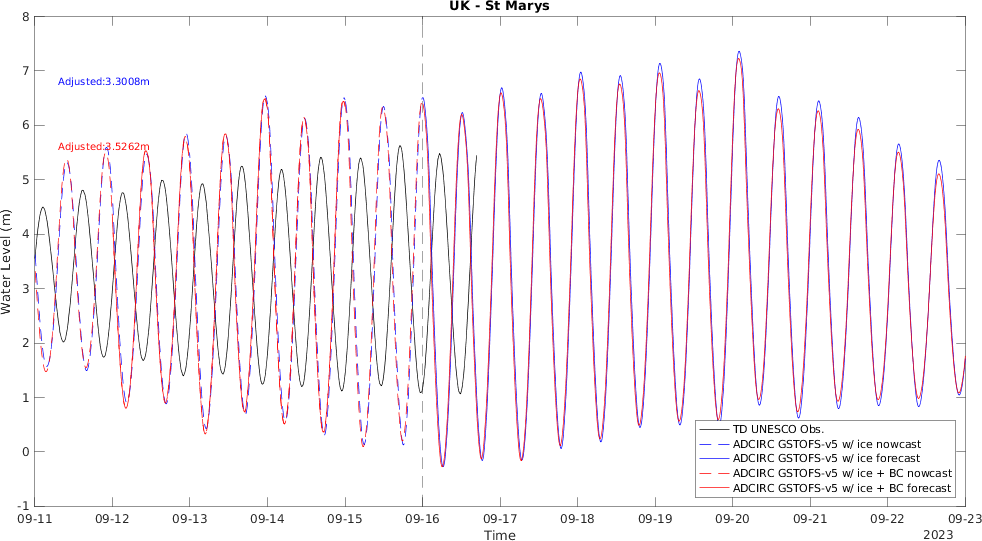 UK - St Marys
8
7
6
5
4
3
2
1
0
-1
Water Level (m)
Adjusted:3.3008m
Adjusted:3.5262m
TD UNESCO Obs.
ADCIRC GSTOFS-v5 w/ ice nowcast
ADCIRC GSTOFS-v5 w/ ice forecast
ADCIRC GSTOFS-v5 w/ ice + BC nowcast
ADCIRC GSTOFS-v5 w/ ice + BC forecast
09-11 09-12 09-13 09-14 09-15 09-16 09-17 09-18 09-19 09-20 09-21 09-22 09-23
Time 2023